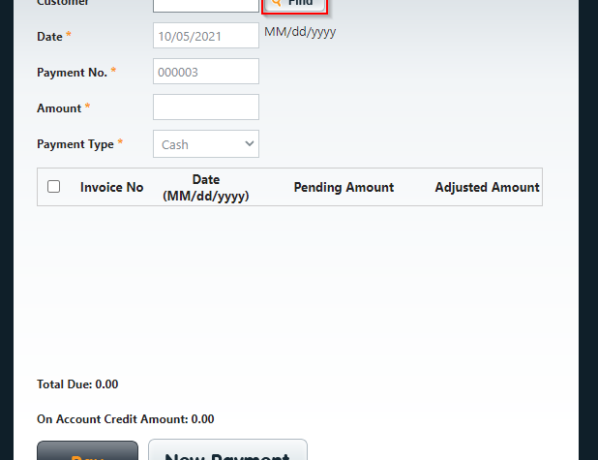 Customer
Find
Date *
10/05/2021
MM/dd/yyyy
Payment No. *
000003
Amount *
Payment Type *
Cash
Invoice No
Date
(MM/dd/yyyy)
Pending Amount
Adjusted Amount
Total Due: 0.00
On Account Credit Amount: 0.00
Pay
New Payment